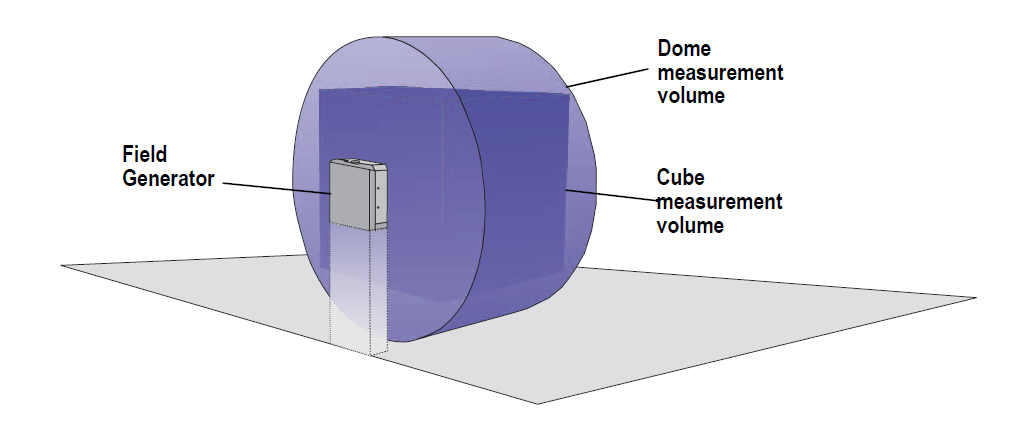 Dome
measurement
volume
Field
Generator
Cube
measurement
volume